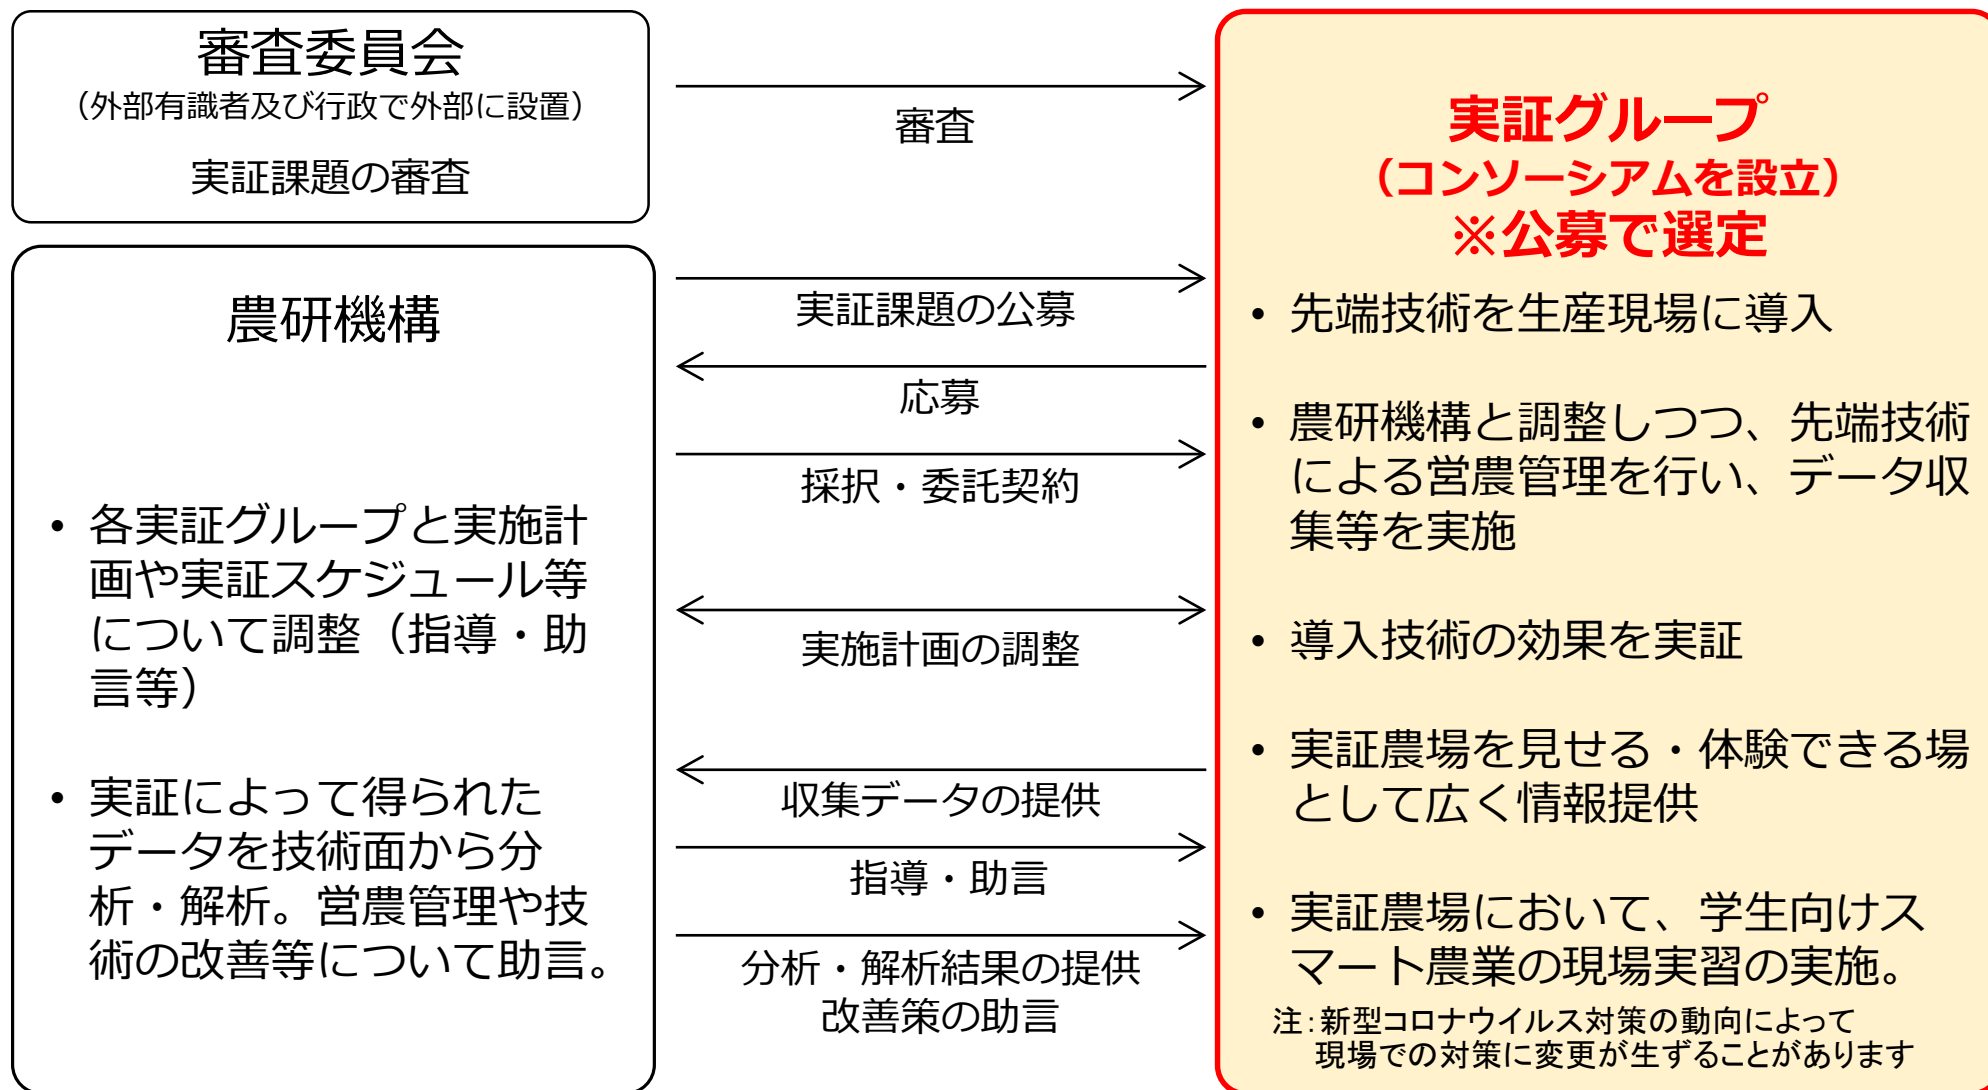 審査委員会
（外部有識者及び行政で外部に設置）
実証課題の審査
農研機構
• 各実証グループと実施計
画や実証スケジュール等
について調整（指導・助
言等）
• 実証によって得られた
データを技術面から分
析・解析。営農管理や技
術の改善等について助言。
審査
実証課題の公募
応募
採択・委託契約
実施計画の調整
収集データの提供
指導・助言
分析・解析結果の提供
改善策の助言
実証グループ
（コンソーシアムを設立）
※公募で選定
• 先端技術を生産現場に導入
• 農研機構と調整しつつ、先端技術
による営農管理を行い、データ収
集等を実施
• 導入技術の効果を実証
• 実証農場を見せる・体験できる場
として広く情報提供
• 実証農場において、学生向けス
マート農業の現場実習の実施。
注：新型コロナウイルス対策の動向によって
現場での対策に変更が生ずることがあります